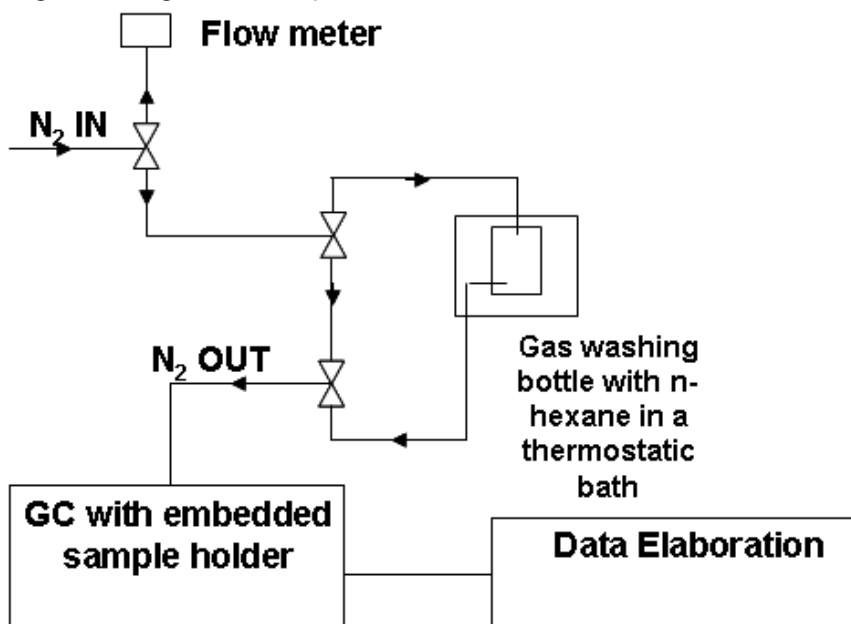 Flow meter
N₂ IN
N₂ OUT
Gas washing
bottle with n-
hexane in a
thermostatic
bath
GC with embedded
sample holder
Data Elaboration